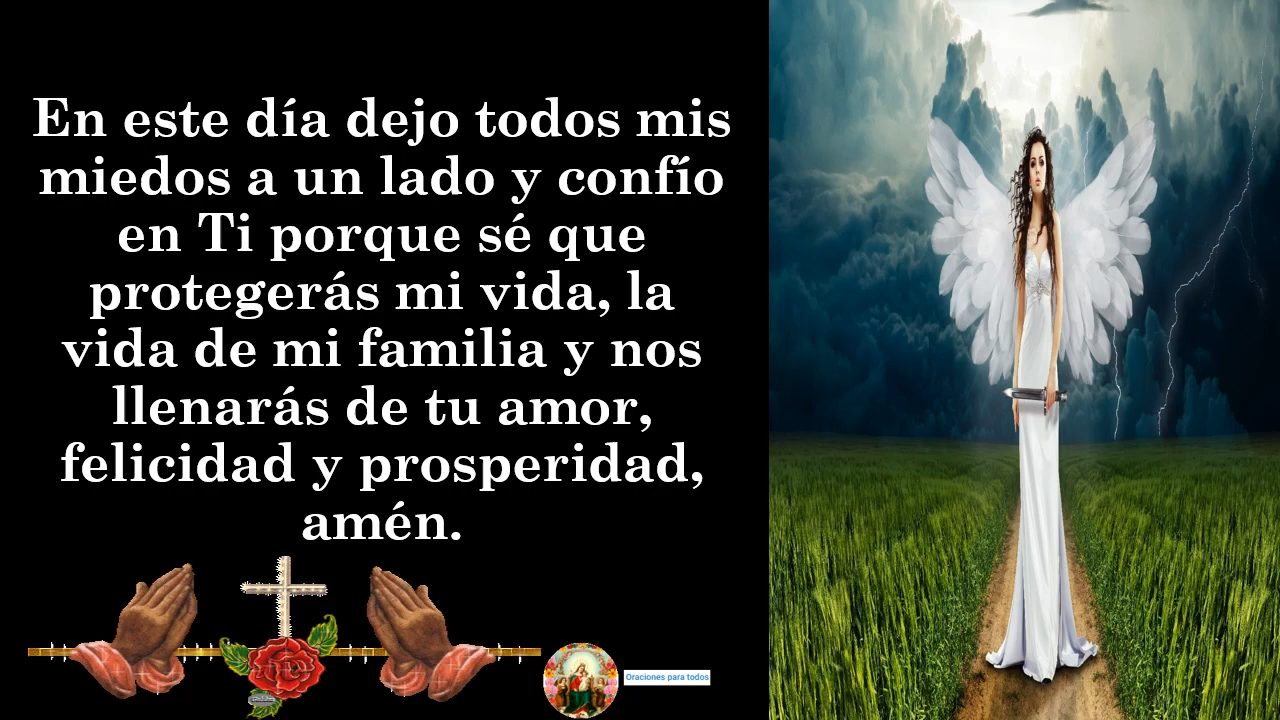 En este día dejo todos mis
miedos a un lado y confío
en Ti porque sé que
protegerás mi vida, la
vida de mi familia y nos
llenarás de tu amor,
felicidad y prosperidad,
amén.
Oraciones para todos